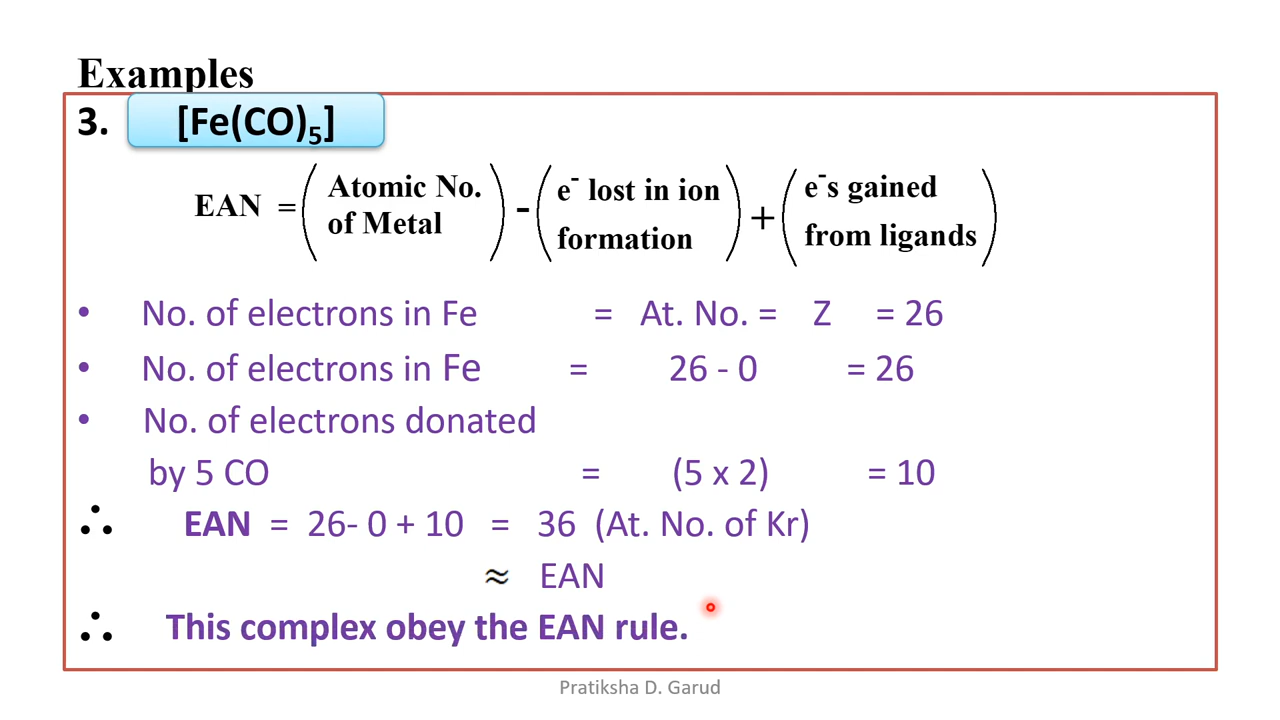 Examples
3. [Fe(CO)₅]
EAN = (Atomic No. of Metal) - (e⁻ lost in ion formation) + (e⁻s gained from ligands)
• No. of electrons in Fe = At. No. = Z = 26
• No. of electrons in Fe = 26 - 0 = 26
• No. of electrons donated
by 5 CO = (5 x 2) = 10
∴ EAN = 26- 0 + 10 = 36 (At. No. of Kr)
≈ EAN
∴ This complex obey the EAN rule.
Pratiksha D. Garud